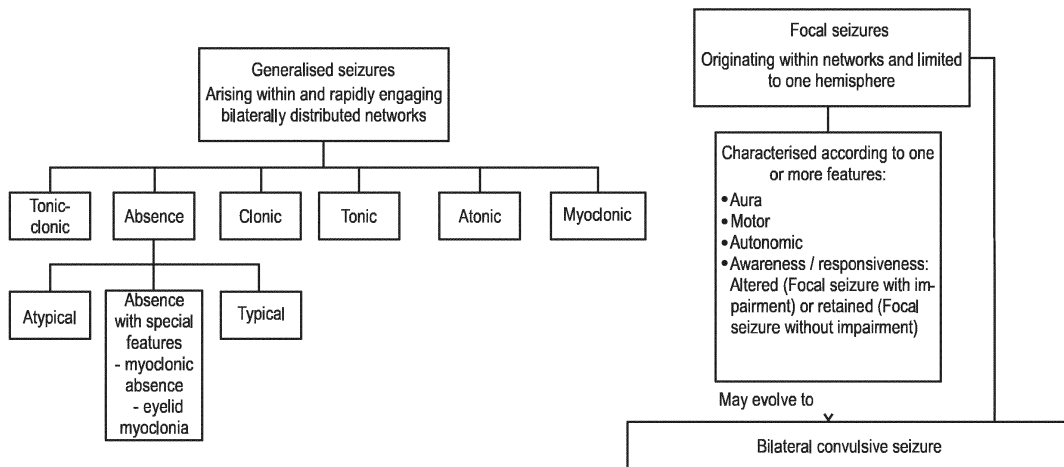 Generalised seizures
Arising within and rapidly engaging
bilaterally distributed networks
Tonic-
clonic
Absence
Clonic
Tonic
Atonic
Myoclonic
Atypical
Absence
with special
features
- myoclonic
absence
- eyelid
myoclonia
Typical
Focal seizures
Originating within networks and limited
to one hemisphere
Characterised according to one
or more features:
• Aura
• Motor
• Autonomic
• Awareness / responsiveness:
Altered (Focal seizure with im-
pairment) or retained (Focal
seizure without impairment)
May evolve to
Bilateral convulsive seizure